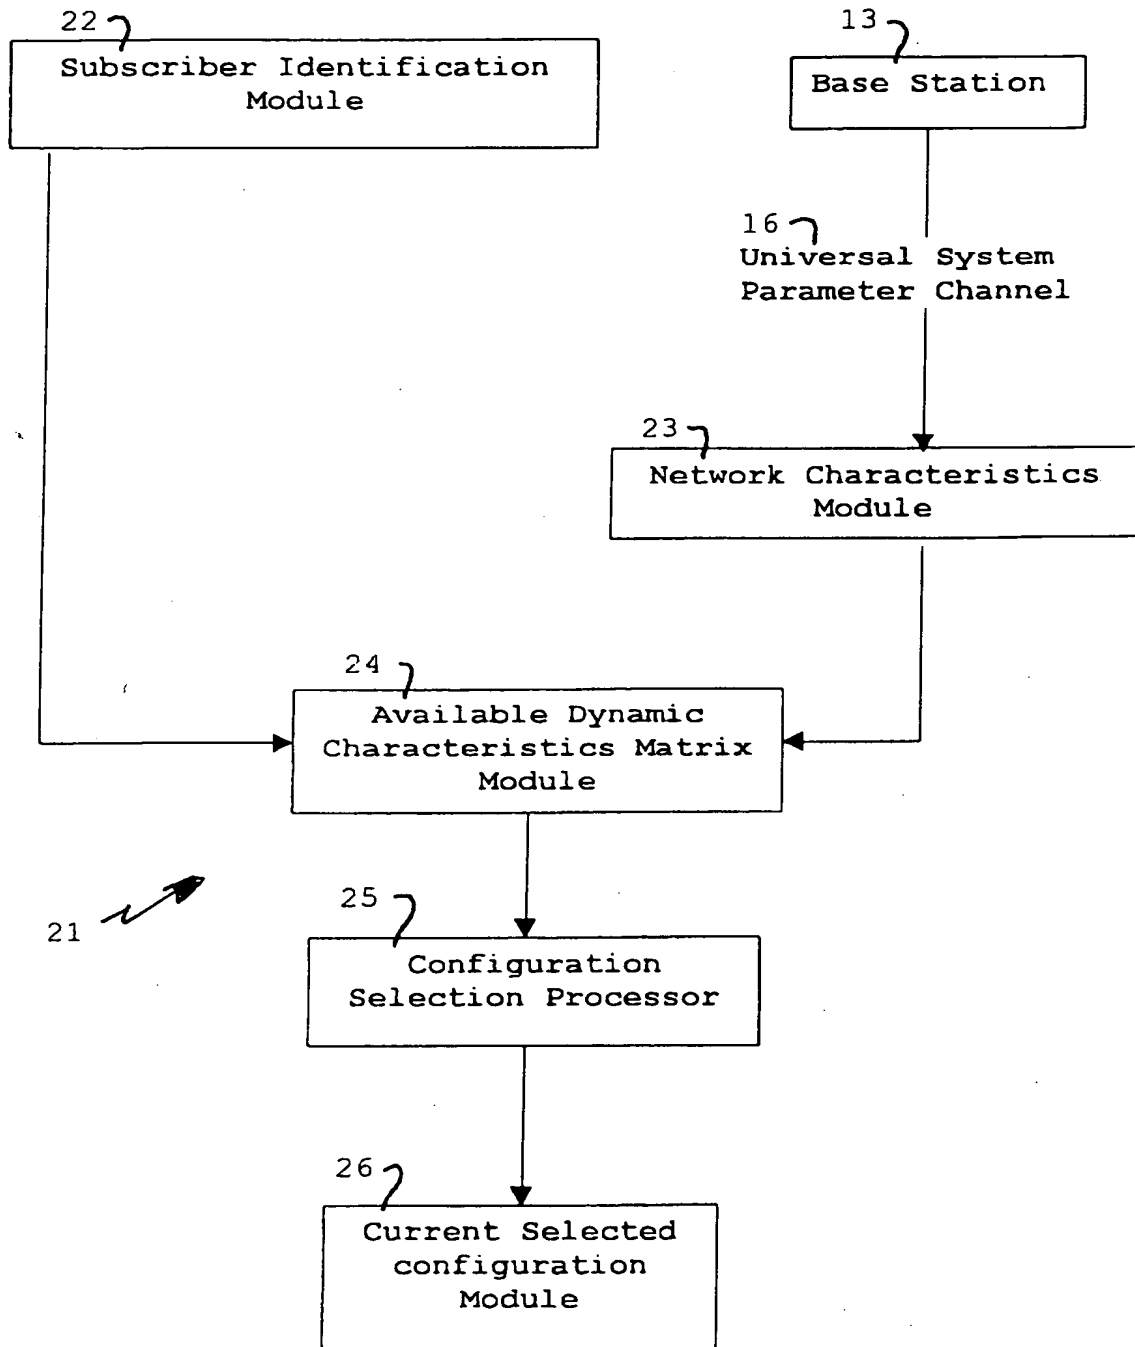 22
Subscriber Identification
Module
13
Base Station
16
Universal System
Parameter Channel
23
Network Characteristics
Module
24
Available Dynamic
Characteristics Matrix
Module
21
25
Configuration
Selection Processor
26
Current Selected
configuration
Module